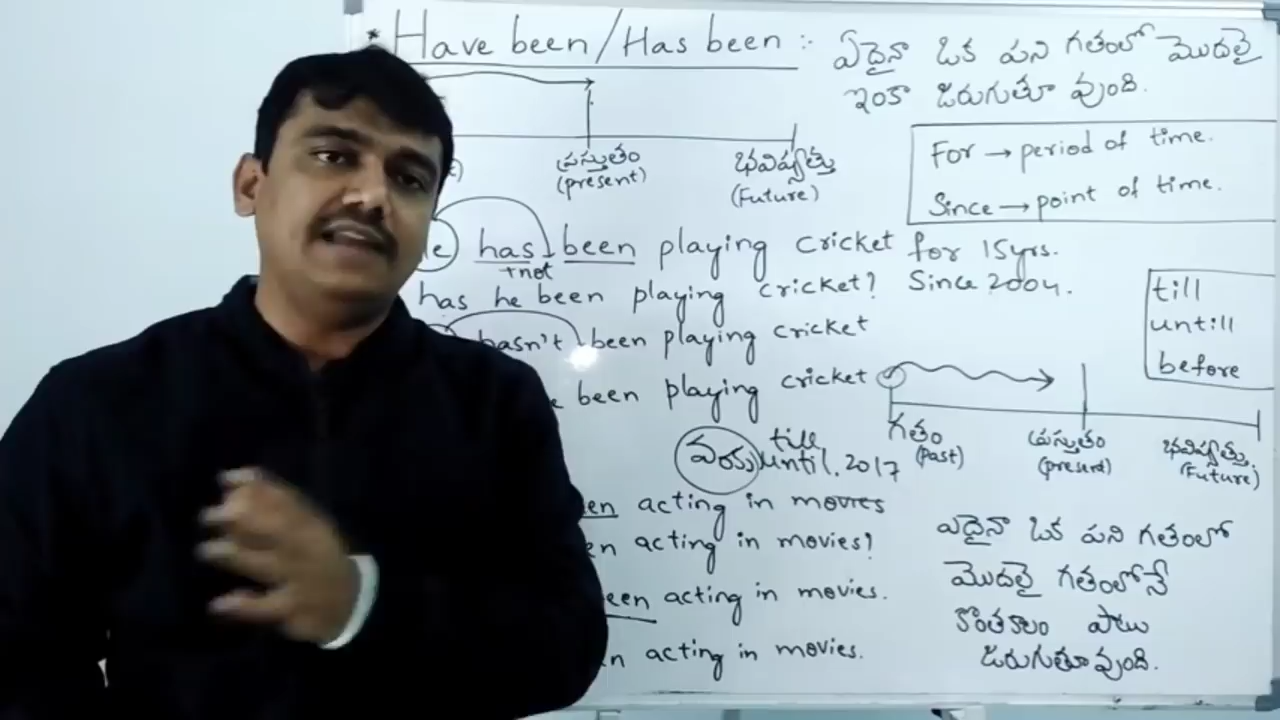 * Have been / Has been :-
ఏదైనా ఒక పని గతంలో మొదలై
ఇంకా జరుగుతూ వుంది.
ప్రస్తుతం
(present)
భవిష్యత్తు
(Future)
For → period of time.
Since → point of time.
has been playing cricket for 15yrs.
+not
has he been playing cricket? Since 2004.
hasn't been playing cricket
been playing cricket
till
until
before
వరకు
till
until. 2017
గతం
(Past)
ప్రస్తుతం
(present)
భవిష్యత్తు
(Future)
acting in movies
acting in movies?
acting in movies.
acting in movies.
ఏదైనా ఒక పని గతంలో
మొదలై గతంలోనే
కొంతకాలం పాటు
జరుగుతూవుంది.